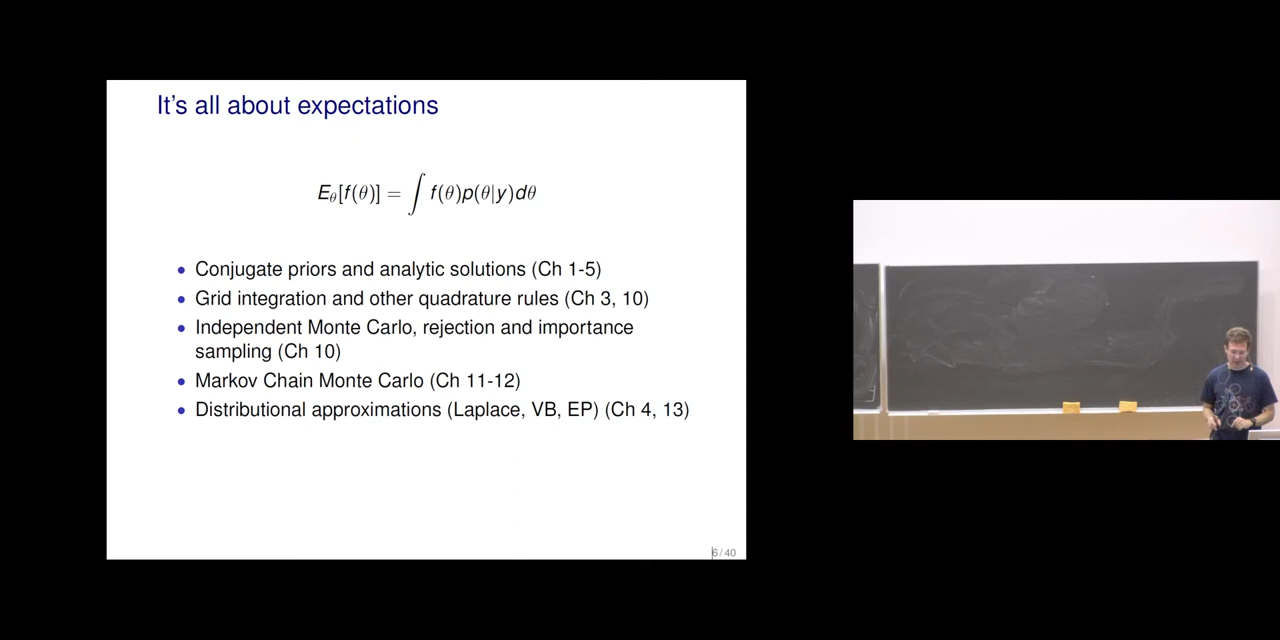 It's all about expectations
E_θ[f(θ)] = ∫ f(θ)p(θ|y)dθ
• Conjugate priors and analytic solutions (Ch 1-5)
• Grid integration and other quadrature rules (Ch 3, 10)
• Independent Monte Carlo, rejection and importance
sampling (Ch 10)
• Markov Chain Monte Carlo (Ch 11-12)
• Distributional approximations (Laplace, VB, EP) (Ch 4, 13)
6 / 40